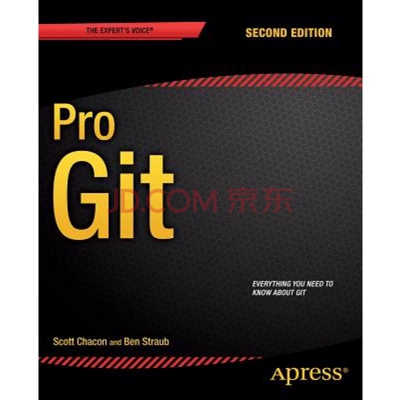 THE EXPERT'S VOICE®
SECOND EDITION
Pro
Git
JD.COM 京东
EVERYTHING YOU NEED TO
KNOW ABOUT GIT
Scott Chacon and Ben Straub
Apress®